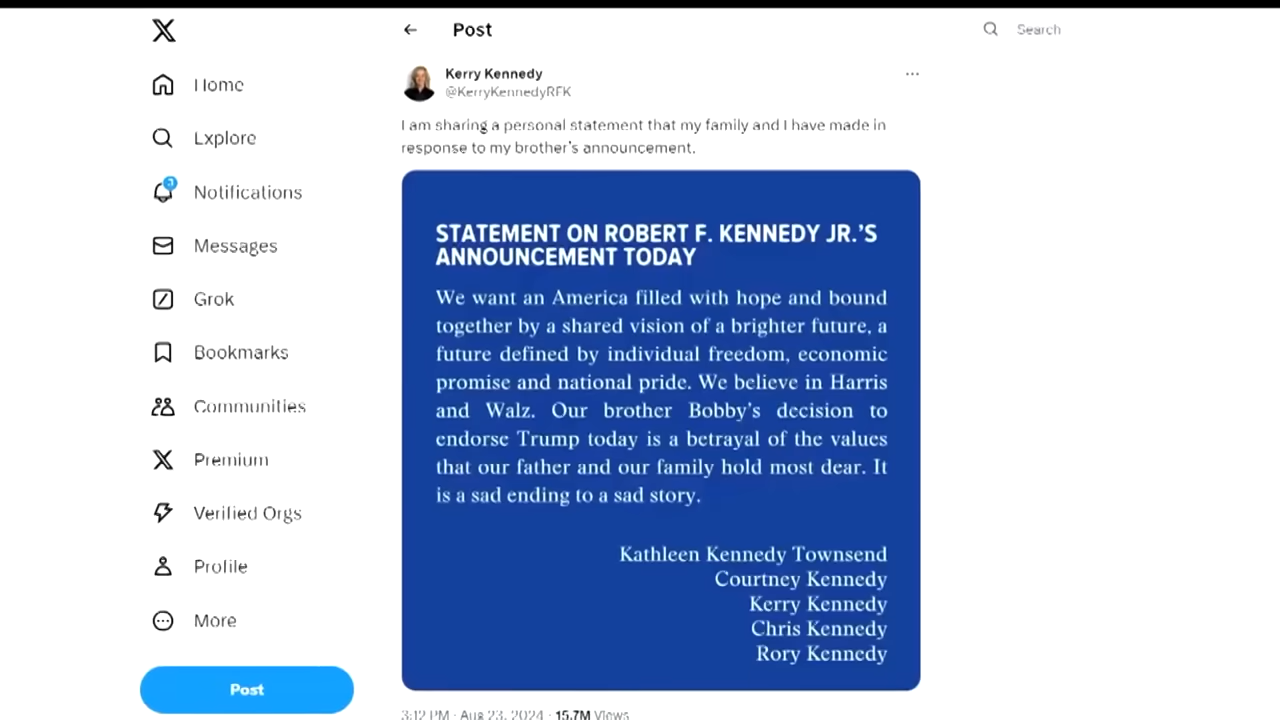 Post
Search
Kerry Kennedy
@KerryKennedyRFK
I am sharing a personal statement that my family and I have made in
response to my brother's announcement.
STATEMENT ON ROBERT F. KENNEDY JR.'S
ANNOUNCEMENT TODAY
We want an America filled with hope and bound
together by a shared vision of a brighter future, a
future defined by individual freedom, economic
promise and national pride. We believe in Harris
and Walz. Our brother Bobby's decision to
endorse Trump today is a betrayal of the values
that our father and our family hold most dear. It
is a sad ending to a sad story.
Kathleen Kennedy Townsend
Courtney Kennedy
Kerry Kennedy
Chris Kennedy
Rory Kennedy
3:12 PM · Aug 23, 2024 · 15.7M Views
Home
Explore
Notifications
Messages
Grok
Bookmarks
Communities
Premium
Verified Orgs
Profile
More
Post